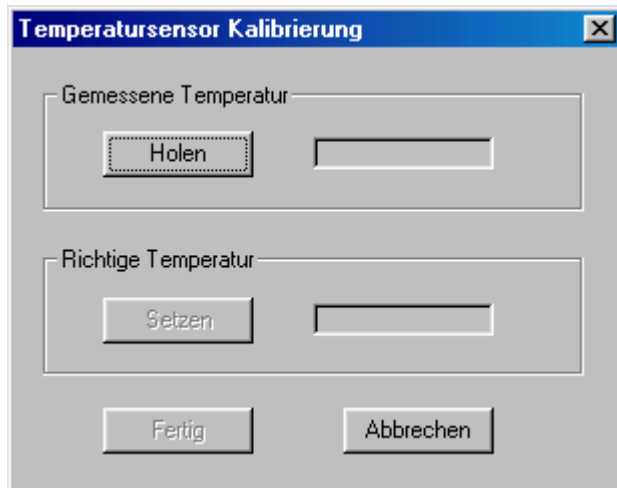 Temperatursensor Kalibrierung
Gemessene Temperatur
Holen
Richtige Temperatur
Setzen
Fertig Abbrechen